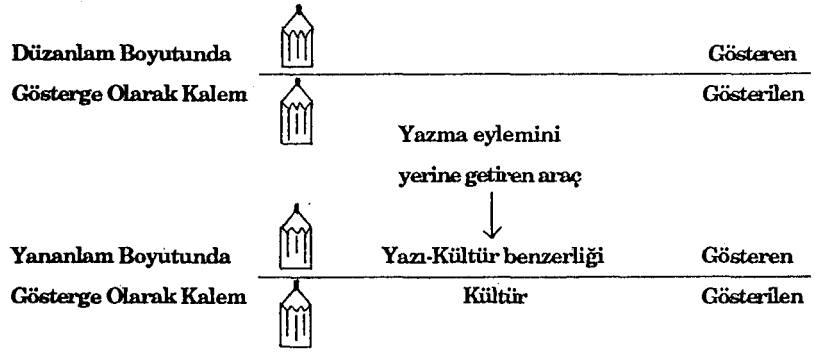 Düzanlam Boyutunda Gösteren
Gösterge Olarak Kalem Gösterilen
Yazma eylemini
yerine getiren araç
Yananlam Boyutunda Yazı-Kültür benzerliği Gösteren
Gösterge Olarak Kalem Kültür Gösterilen